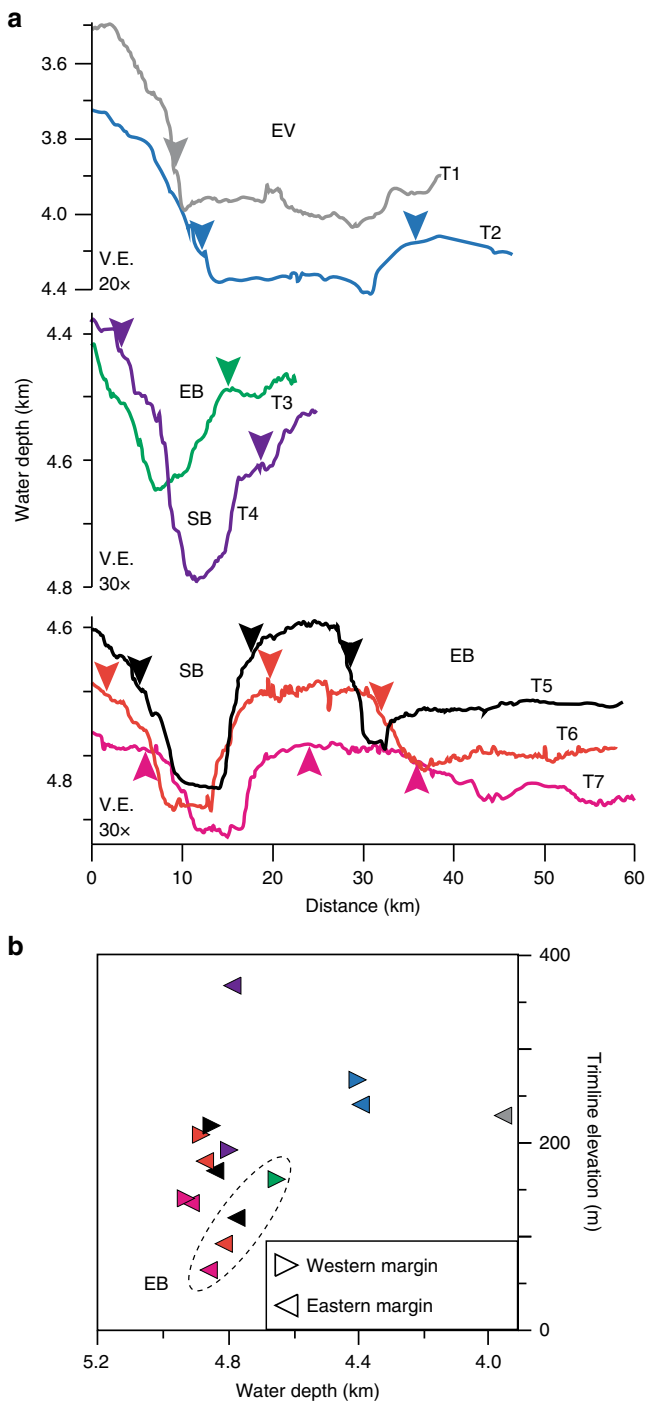 a
3.6
3.8
4.0
4.4
EV
T1
T2
V.E.
20×
Water depth (km)
4.4
4.6
4.8
EB
T3
SB
T4
V.E.
30×
4.6
4.8
SB
EB
T5
T6
T7
V.E.
30×
0 10 20 30 40 50 60
Distance (km)
b
400
200
0
Trimline elevation (m)
EB
Western margin
Eastern margin
5.2 4.8 4.4 4.0
Water depth (km)